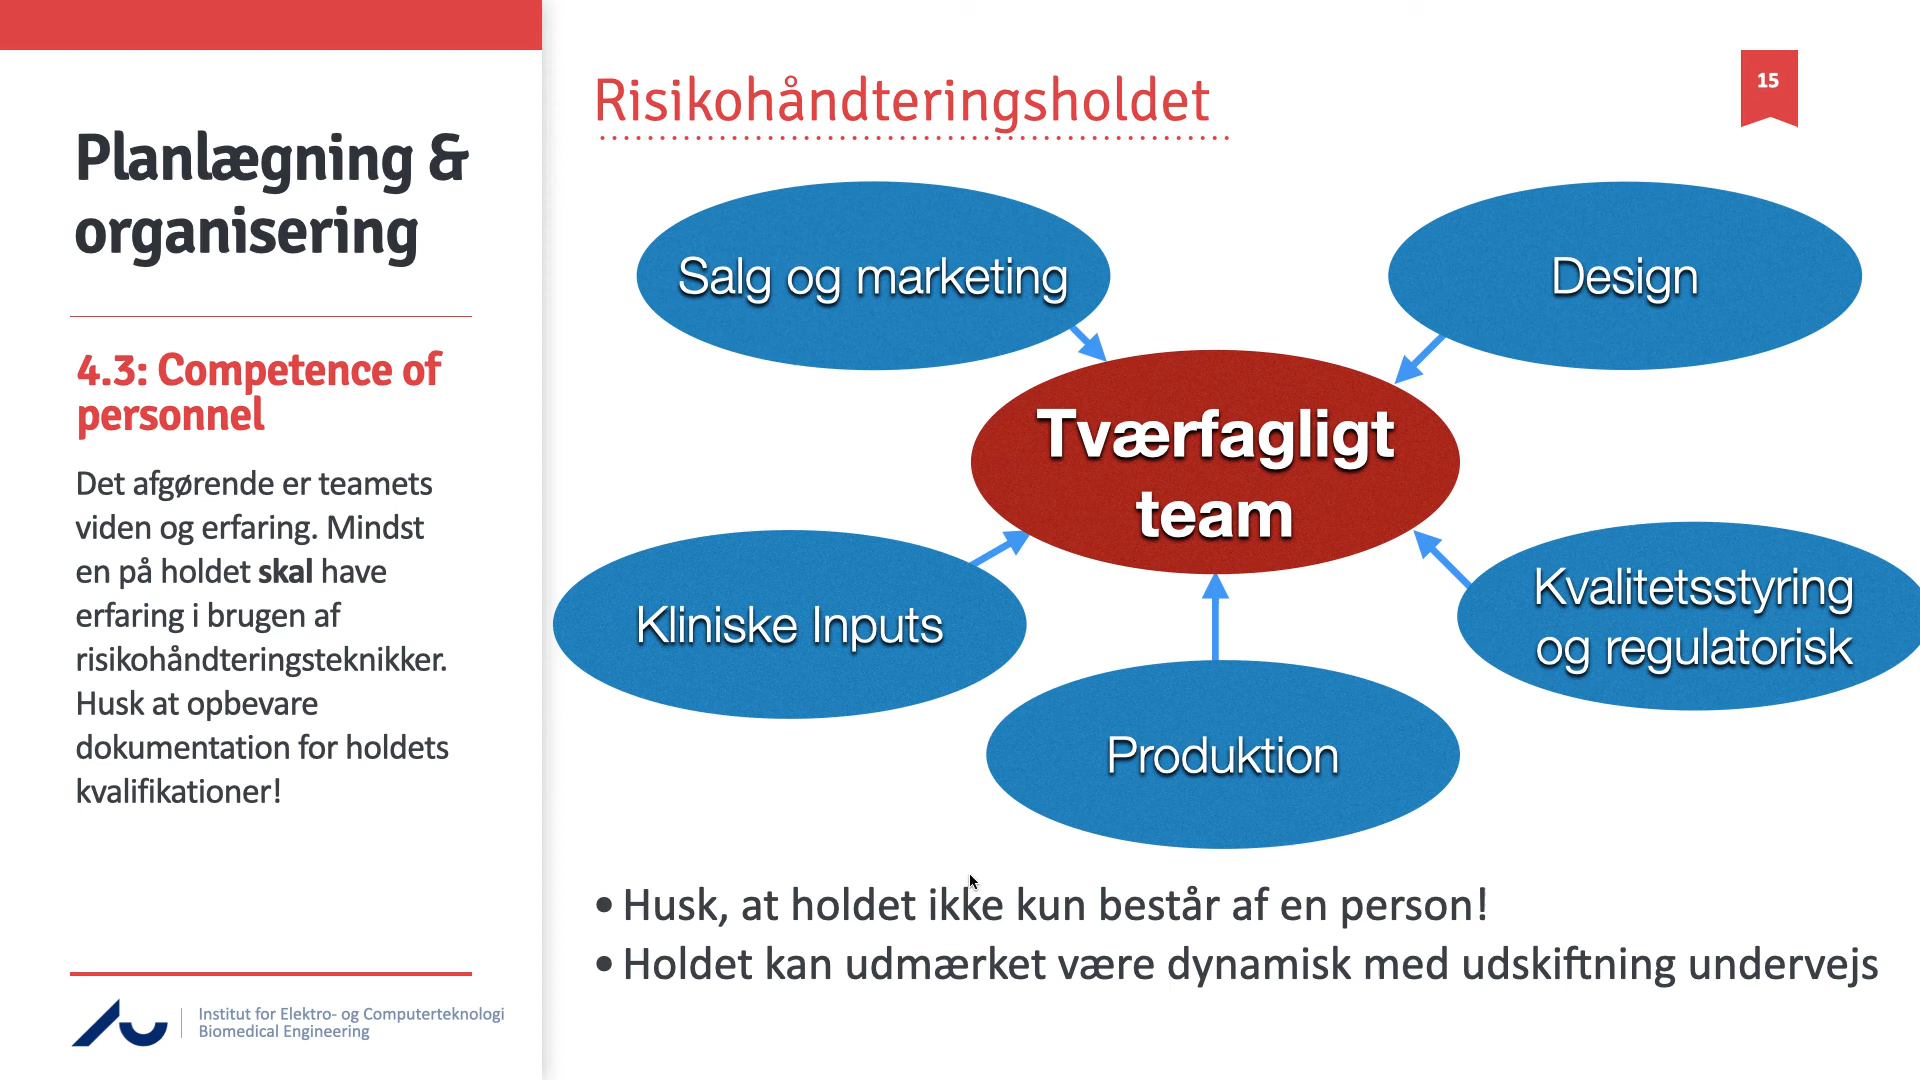 Planlægning &
organisering
4.3: Competence of
personnel
Det afgørende er teamets
viden og erfaring. Mindst
en på holdet skal have
erfaring i brugen af
risikohåndteringsteknikker.
Husk at opbevare
dokumentation for holdets
kvalifikationer!
Institut for Elektro- og Computerteknologi
Biomedical Engineering
Risikohåndteringsholdet
15
Salg og marketing
Design
Tværfagligt
team
Kliniske Inputs
Kvalitetsstyring
og regulatorisk
Produktion
• Husk, at holdet ikke kun består af en person!
• Holdet kan udmærket være dynamisk med udskiftning undervejs